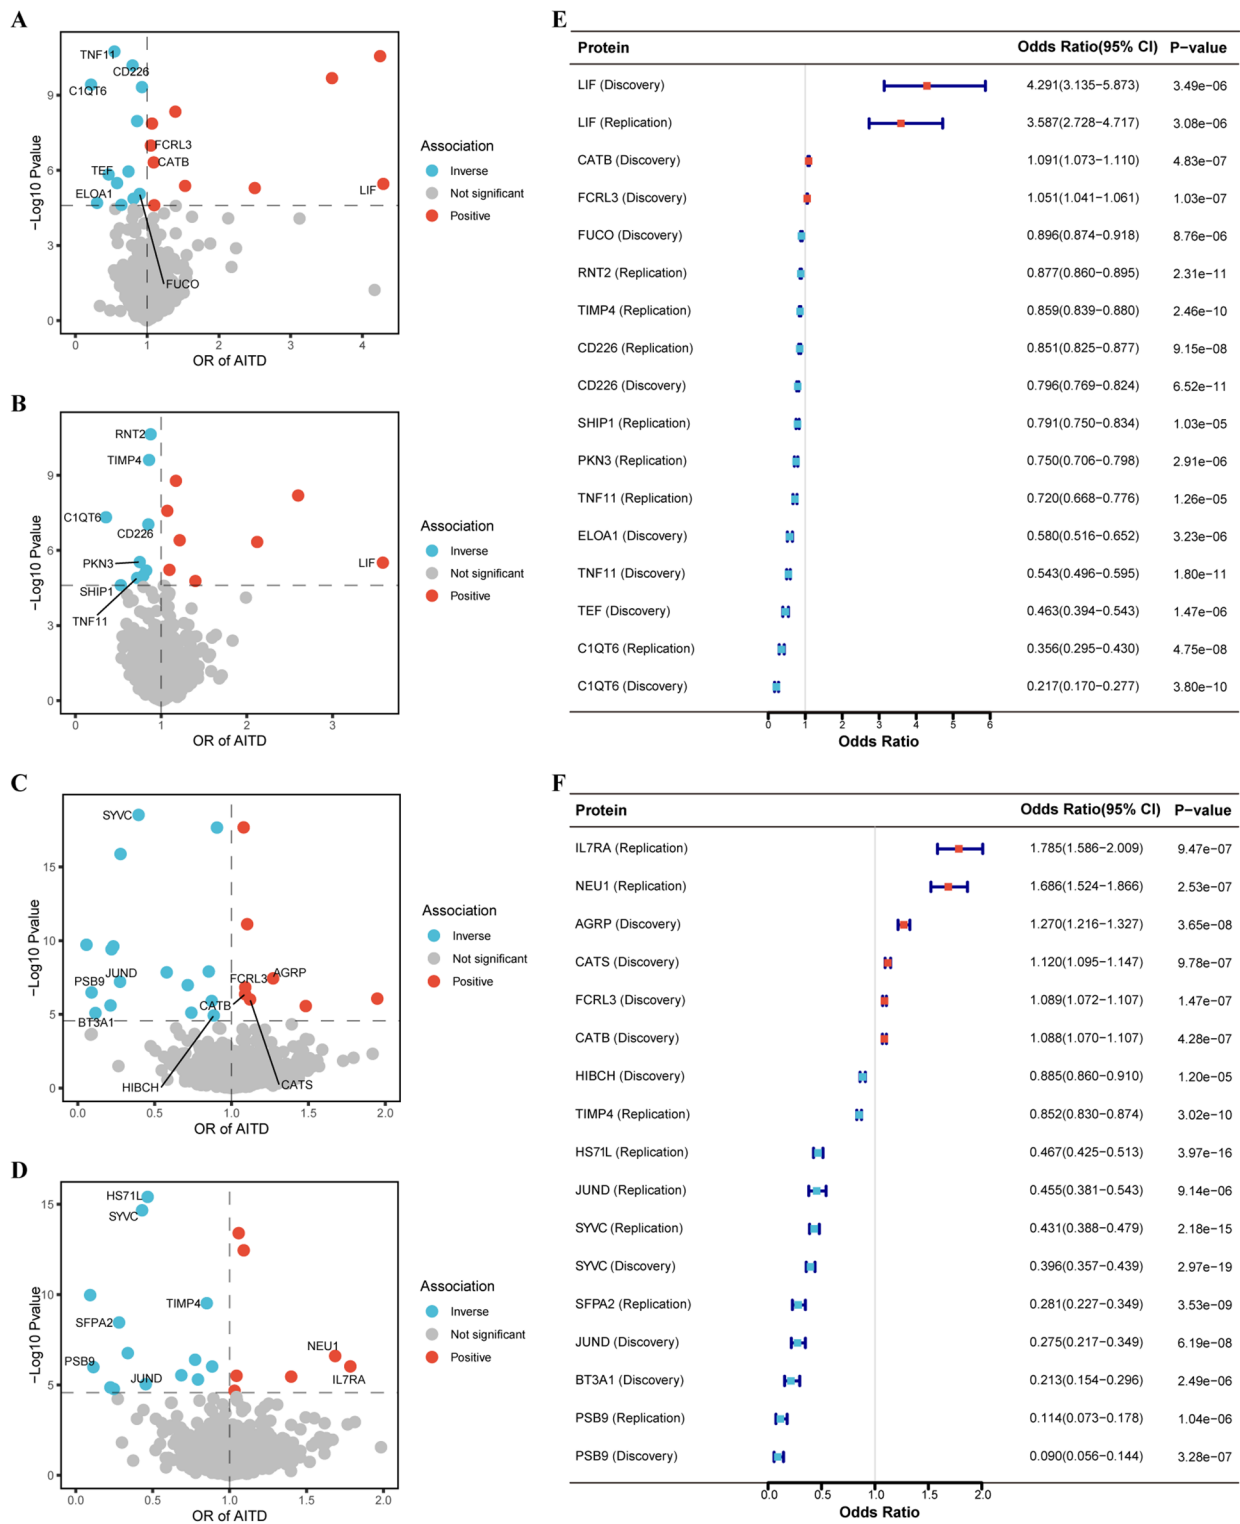 A
TNF11
CD226
C1QT6
FCRL3
CATB
TEF
ELOA1
LIF
FUCO
9
6
3
0
−Log10 Pvalue
0 1 2 3 4
OR of AITD
Association
Inverse
Not significant
Positive
B
RNT2
TIMP4
C1QT6
CD226
PKN3
LIF
SHIP1
TNF11
9
6
3
0
−Log10 Pvalue
0 1 2 3
OR of AITD
Association
Inverse
Not significant
Positive
C
SYVC
JUND
FCRL3
AGRP
PSB9
CATB
BT3A1
HIBCH
CATS
15
10
5
0
−Log10 Pvalue
0.0 0.5 1.0 1.5 2.0
OR of AITD
Association
Inverse
Not significant
Positive
D
HS71L
SYVC
TIMP4
SFPA2
NEU1
PSB9
JUND
IL7RA
15
10
5
0
−Log10 Pvalue
0.0 0.5 1.0 1.5 2.0
OR of AITD
Association
Inverse
Not significant
Positive
E
Protein Odds Ratio(95% CI) P−value
LIF (Discovery) 4.291(3.135−5.873) 3.49e−06
LIF (Replication) 3.587(2.728−4.717) 3.08e−06
CATB (Discovery) 1.091(1.073−1.110) 4.83e−07
FCRL3 (Discovery) 1.051(1.041−1.061) 1.03e−07
FUCO (Discovery) 0.896(0.874−0.918) 8.76e−06
RNT2 (Replication) 0.877(0.860−0.895) 2.31e−11
TIMP4 (Replication) 0.859(0.839−0.880) 2.46e−10
CD226 (Replication) 0.851(0.825−0.877) 9.15e−08
CD226 (Discovery) 0.796(0.769−0.824) 6.52e−11
SHIP1 (Replication) 0.791(0.750−0.834) 1.03e−05
PKN3 (Replication) 0.750(0.706−0.798) 2.91e−06
TNF11 (Replication) 0.720(0.668−0.776) 1.26e−05
ELOA1 (Discovery) 0.580(0.516−0.652) 3.23e−06
TNF11 (Discovery) 0.543(0.496−0.595) 1.80e−11
TEF (Discovery) 0.463(0.394−0.543) 1.47e−06
C1QT6 (Replication) 0.356(0.295−0.430) 4.75e−08
C1QT6 (Discovery) 0.217(0.170−0.277) 3.80e−10
0 1 2 3 4 5 6
Odds Ratio
F
Protein Odds Ratio(95% CI) P−value
IL7RA (Replication) 1.785(1.586−2.009) 9.47e−07
NEU1 (Replication) 1.686(1.524−1.866) 2.53e−07
AGRP (Discovery) 1.270(1.216−1.327) 3.65e−08
CATS (Discovery) 1.120(1.095−1.147) 9.78e−07
FCRL3 (Discovery) 1.089(1.072−1.107) 1.47e−07
CATB (Discovery) 1.088(1.070−1.107) 4.28e−07
HIBCH (Discovery) 0.885(0.860−0.910) 1.20e−05
TIMP4 (Replication) 0.852(0.830−0.874) 3.02e−10
HS71L (Replication) 0.467(0.425−0.513) 3.97e−16
JUND (Replication) 0.455(0.381−0.543) 9.14e−06
SYVC (Replication) 0.431(0.388−0.479) 2.18e−15
SYVC (Discovery) 0.396(0.357−0.439) 2.97e−19
SFPA2 (Replication) 0.281(0.227−0.349) 3.53e−09
JUND (Discovery) 0.275(0.217−0.349) 6.19e−08
BT3A1 (Discovery) 0.213(0.154−0.296) 2.49e−06
PSB9 (Replication) 0.114(0.073−0.178) 1.04e−06
PSB9 (Discovery) 0.090(0.056−0.144) 3.28e−07
0.0 0.5 1.0 1.5 2.0
Odds Ratio